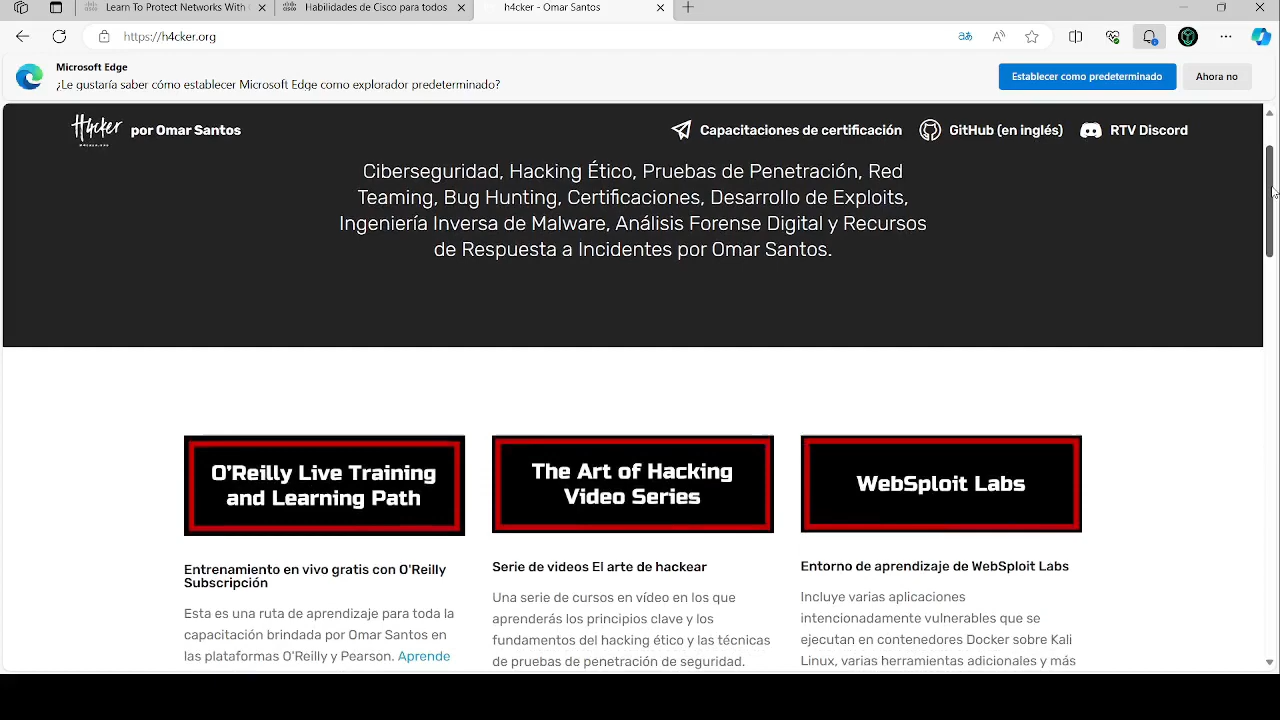 Learn To Protect Networks With
Habilidades de Cisco para todos
h4cker - Omar Santos
https://h4cker.org
Microsoft Edge
¿Le gustaría saber cómo establecer Microsoft Edge como explorador predeterminado?
Establecer como predeterminado
Ahora no
H4cker por Omar Santos
Capacitaciones de certificación
GitHub (en inglés)
RTV Discord
Ciberseguridad, Hacking Ético, Pruebas de Penetración, Red
Teaming, Bug Hunting, Certificaciones, Desarrollo de Exploits,
Ingeniería Inversa de Malware, Análisis Forense Digital y Recursos
de Respuesta a Incidentes por Omar Santos.
O'Reilly Live Training
and Learning Path
Entrenamiento en vivo gratis con O'Reilly
Subscripción
Esta es una ruta de aprendizaje para toda la
capacitación brindada por Omar Santos en
las plataformas O'Reilly y Pearson. Aprende
The Art of Hacking
Video Series
Serie de videos El arte de hackear
Una serie de cursos en vídeo en los que
aprenderás los principios clave y los
fundamentos del hacking ético y las técnicas
de pruebas de penetración de seguridad.
WebSploit Labs
Entorno de aprendizaje de WebSploit Labs
Incluye varias aplicaciones
intencionadamente vulnerables que se
ejecutan en contenedores Docker sobre Kali
Linux, varias herramientas adicionales y más